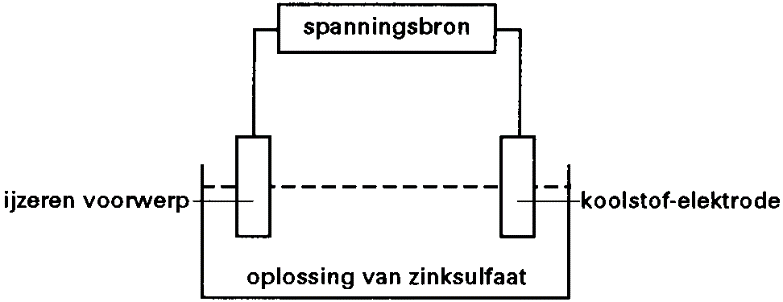 spanningsbron
ijzeren voorwerp
koolstof-elektrode
oplossing van zinksulfaat